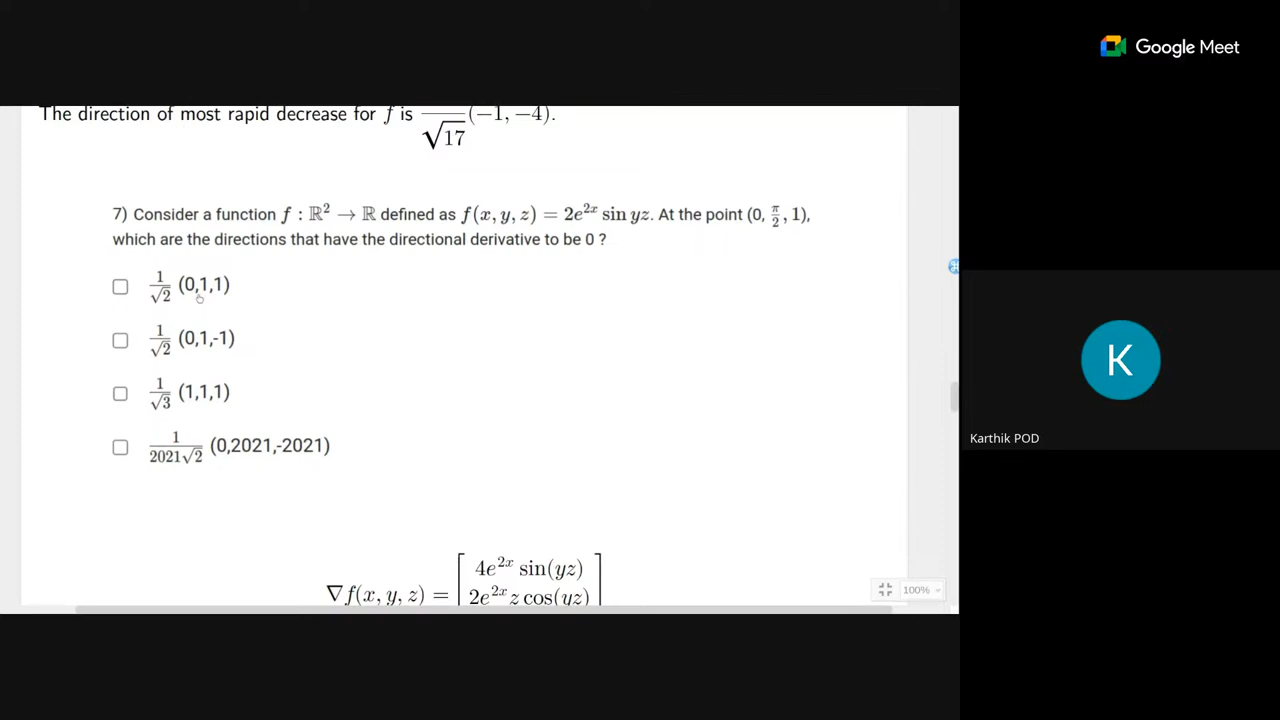 Google Meet
The direction of most rapid decrease for f is —/√17 (−1, −4).
7) Consider a function f : ℝ² → ℝ defined as f(x, y, z) = 2e^{2x} sin yz. At the point (0, π/2, 1),
which are the directions that have the directional derivative to be 0 ?
1/√2 (0,1,1)
1/√2 (0,1,-1)
1/√3 (1,1,1)
1/2021√2 (0,2021,-2021)
∇f(x, y, z) = [ 4e^{2x} sin(yz)
2e^{2x} z cos(yz) ]
100%
K
Karthik POD